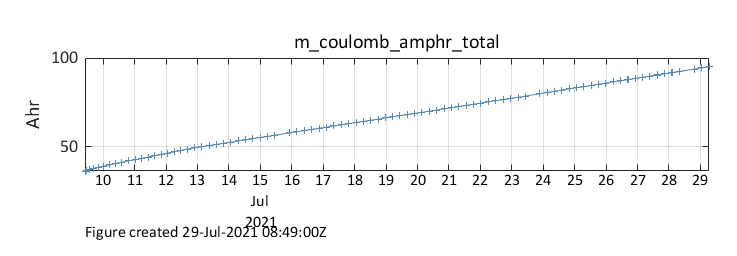 m_coulomb_amphr_total
100
50
Ahr
10 11 12 13 14 15 16 17 18 19 20 21 22 23 24 25 26 27 28 29
Jul
2021
Figure created 29-Jul-2021 08:49:00Z